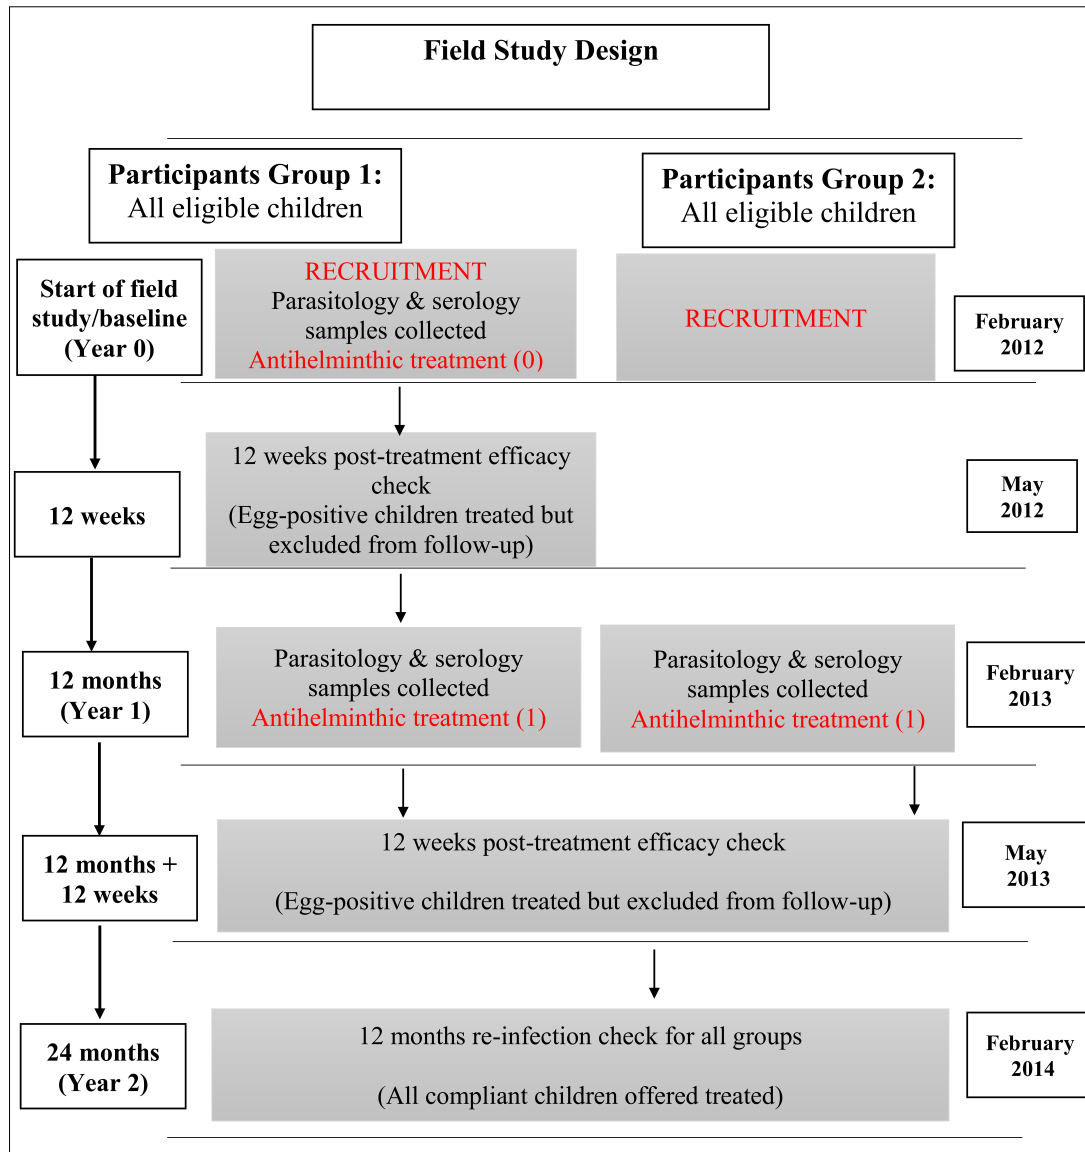 Field Study Design
Participants Group 1:
All eligible children
Participants Group 2:
All eligible children
Start of field
study/baseline
(Year 0)
RECRUITMENT
Parasitology & serology
samples collected
Antihelminthic treatment (0)
RECRUITMENT
February
2012
12 weeks
12 weeks post-treatment efficacy
check
(Egg-positive children treated but
excluded from follow-up)
May
2012
12 months
(Year 1)
Parasitology & serology
samples collected
Antihelminthic treatment (1)
Parasitology & serology
samples collected
Antihelminthic treatment (1)
February
2013
12 months +
12 weeks
12 weeks post-treatment efficacy check
(Egg-positive children treated but excluded from follow-up)
May
2013
24 months
(Year 2)
12 months re-infection check for all groups
(All compliant children offered treated)
February
2014